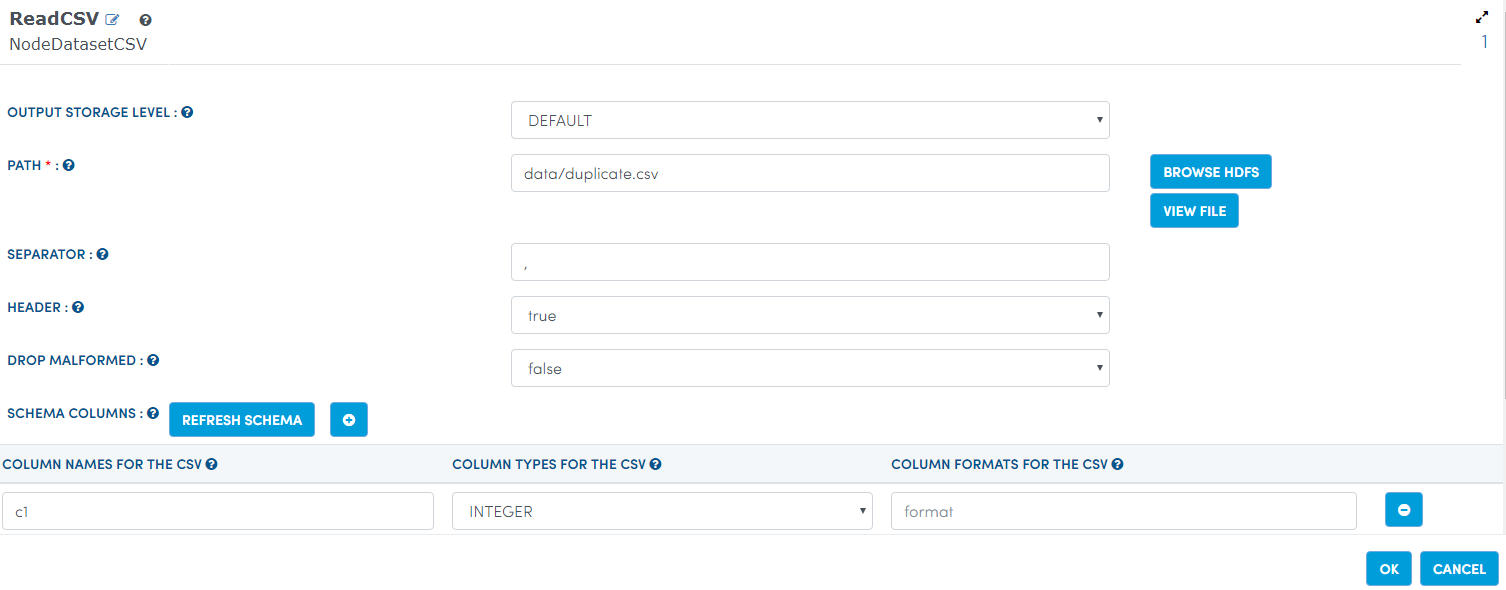 ReadCSV
NodeDatasetCSV
1
OUTPUT STORAGE LEVEL :
DEFAULT
PATH * :
data/duplicate.csv
BROWSE HDFS
VIEW FILE
SEPARATOR :
,
HEADER :
true
DROP MALFORMED :
false
SCHEMA COLUMNS :
REFRESH SCHEMA
COLUMN NAMES FOR THE CSV COLUMN TYPES FOR THE CSV COLUMN FORMATS FOR THE CSV
c1 INTEGER format
OK CANCEL